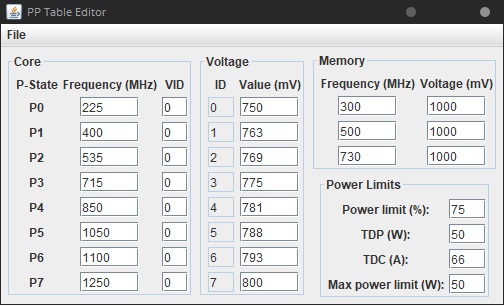 PP Table Editor
File
Core
P-State Frequency (MHz) VID
P0 225 0
P1 400 0
P2 535 0
P3 715 0
P4 850 0
P5 1050 0
P6 1100 0
P7 1250 0
Voltage
ID Value (mV)
0 750
1 763
2 769
3 775
4 781
5 788
6 793
7 800
Memory
Frequency (MHz) Voltage (mV)
300 1000
500 1000
730 1000
Power Limits
Power limit (%): 75
TDP (W): 50
TDC (A): 66
Max power limit (W): 50